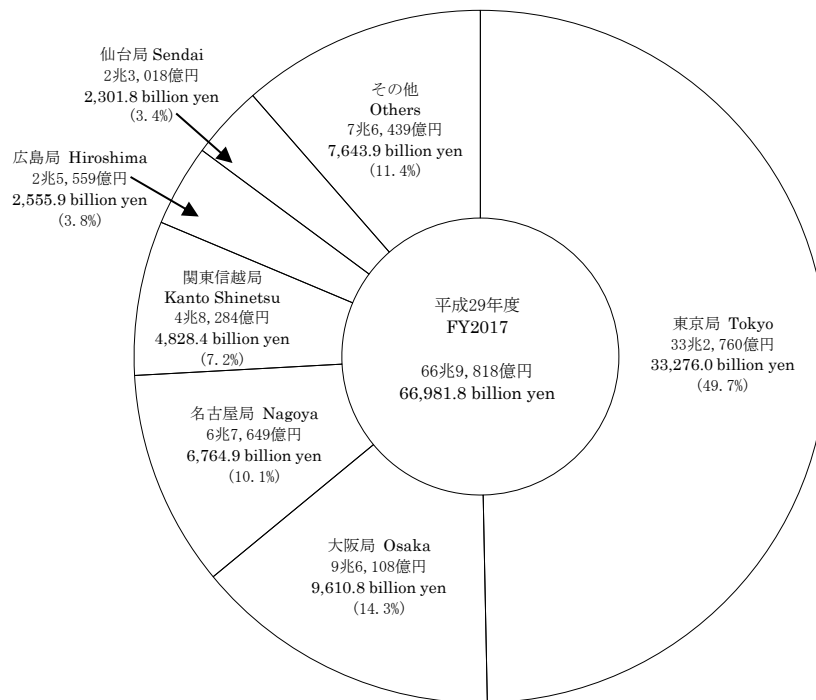 仙台局 Sendai
2兆3,018億円
2,301.8 billion yen
(3.4%)
その他
Others
7兆6,439億円
7,643.9 billion yen
(11.4%)
広島局 Hiroshima
2兆5,559億円
2,555.9 billion yen
(3.8%)
関東信越局
Kanto Shinetsu
4兆8,284億円
4,828.4 billion yen
(7.2%)
平成29年度
FY2017
66兆9,818億円
66,981.8 billion yen
東京局 Tokyo
33兆2,760億円
33,276.0 billion yen
(49.7%)
名古屋局 Nagoya
6兆7,649億円
6,764.9 billion yen
(10.1%)
大阪局 Osaka
9兆6,108億円
9,610.8 billion yen
(14.3%)